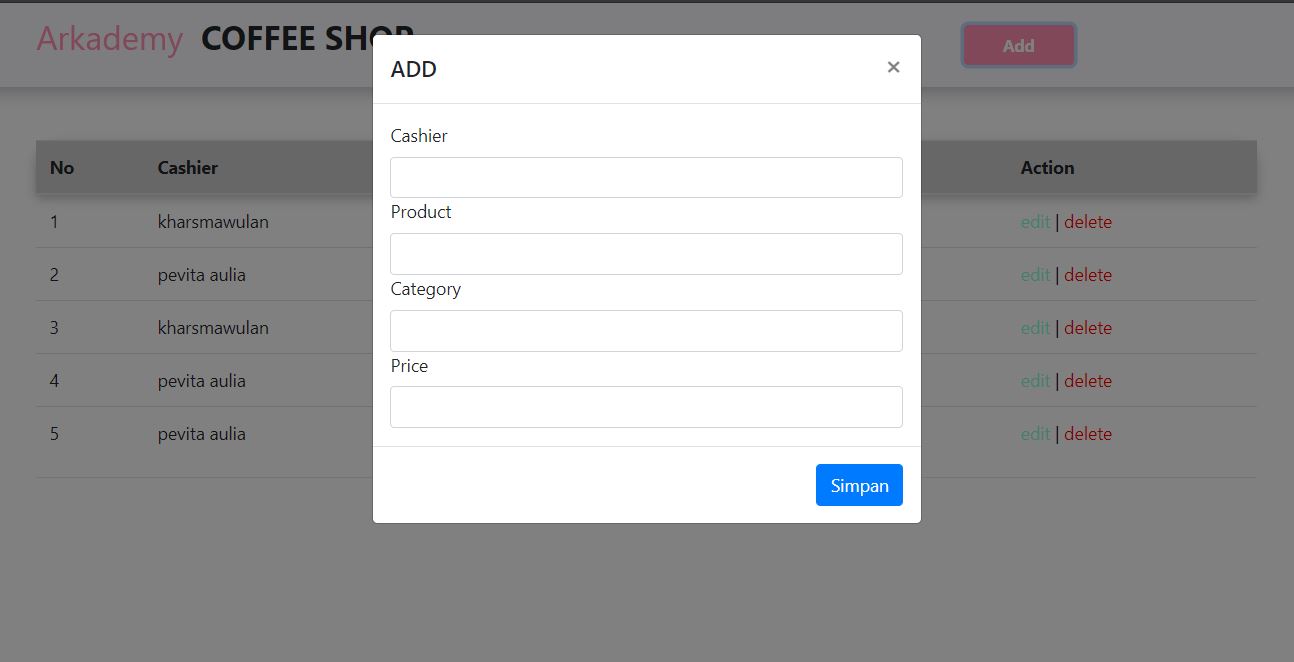 Arkademy COFFEE SHOP
Add
ADD ×
Cashier
Product
Category
Price
Simpan
No Cashier Action
1 kharsmawulan edit | delete
2 pevita aulia edit | delete
3 kharsmawulan edit | delete
4 pevita aulia edit | delete
5 pevita aulia edit | delete